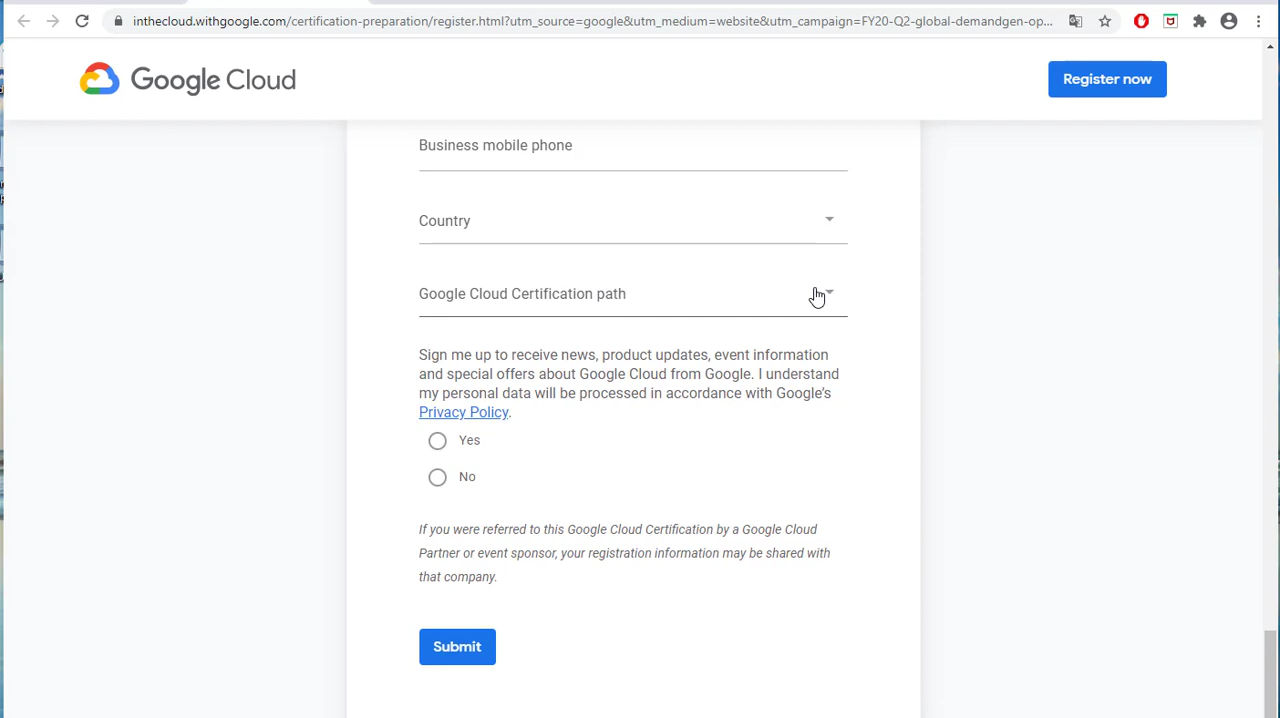 inthecloud.withgoogle.com/certification-preparation/register.html?utm_source=google&utm_medium=website&utm_campaign=FY20-Q2-global-demandgen-op...
Google Cloud
Register now
Business mobile phone
Country
Google Cloud Certification path
Sign me up to receive news, product updates, event information
and special offers about Google Cloud from Google. I understand
my personal data will be processed in accordance with Google's
Privacy Policy.
Yes
No
If you were referred to this Google Cloud Certification by a Google Cloud
Partner or event sponsor, your registration information may be shared with
that company.
Submit